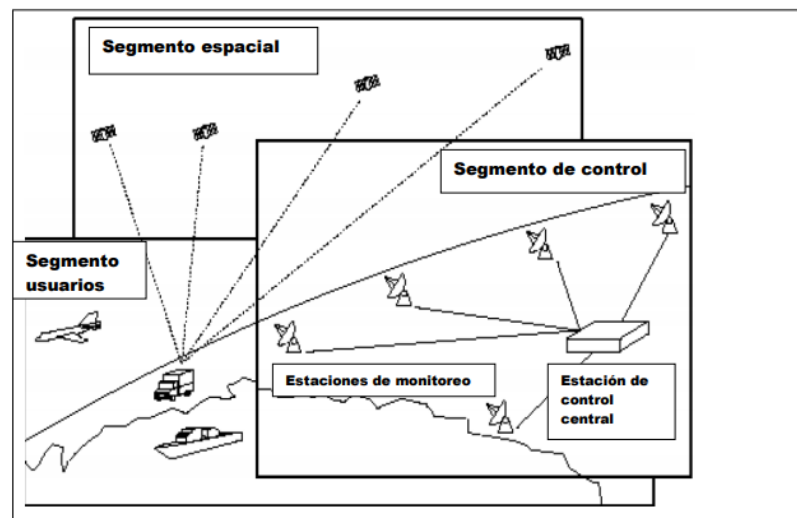 Segmento espacial
Segmento de control
Segmento
usuarios
Estaciones de monitoreo
Estación de
control
central